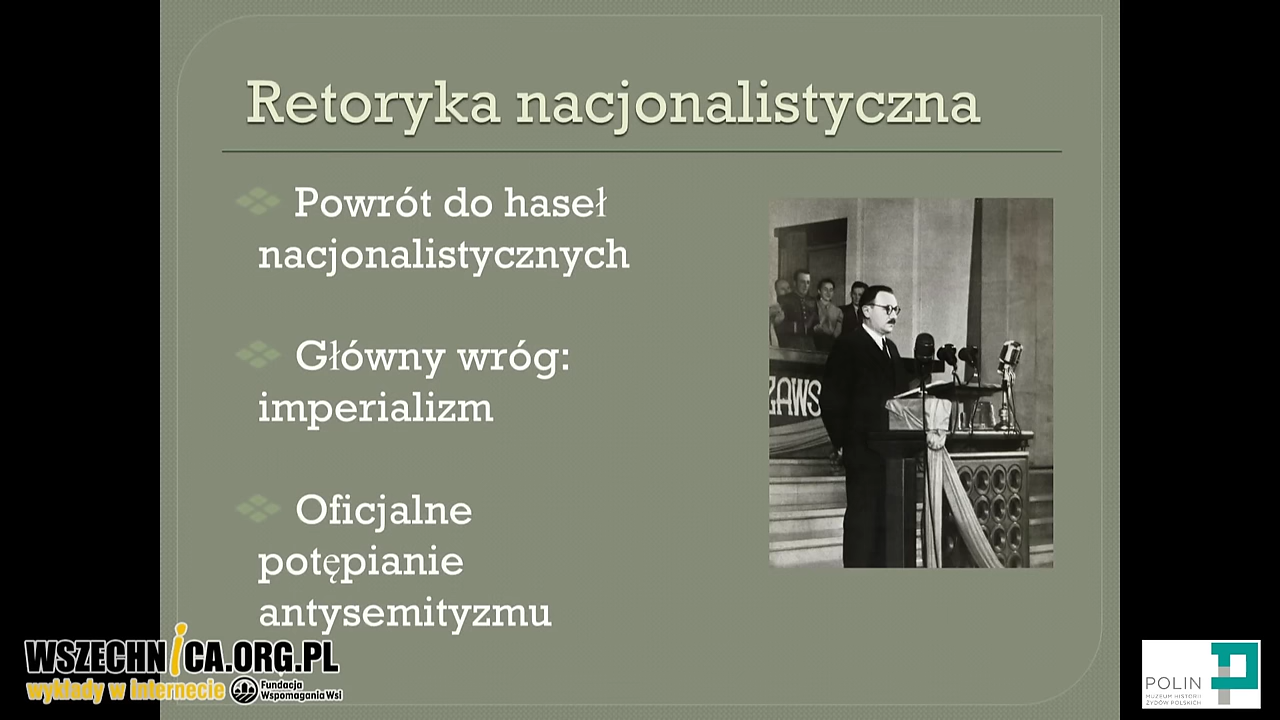 Retoryka nacjonalistyczna
Powrót do haseł
nacjonalistycznych
Główny wróg:
imperializm
Oficjalne
potępianie
antysemityzmu
ZAWS
WSZECHNICA.ORG.PL
wykłady w internecie
Fundacja
Wspomagania Wsi
POLIN
MUZEUM HISTORII
ŻYDÓW POLSKICH